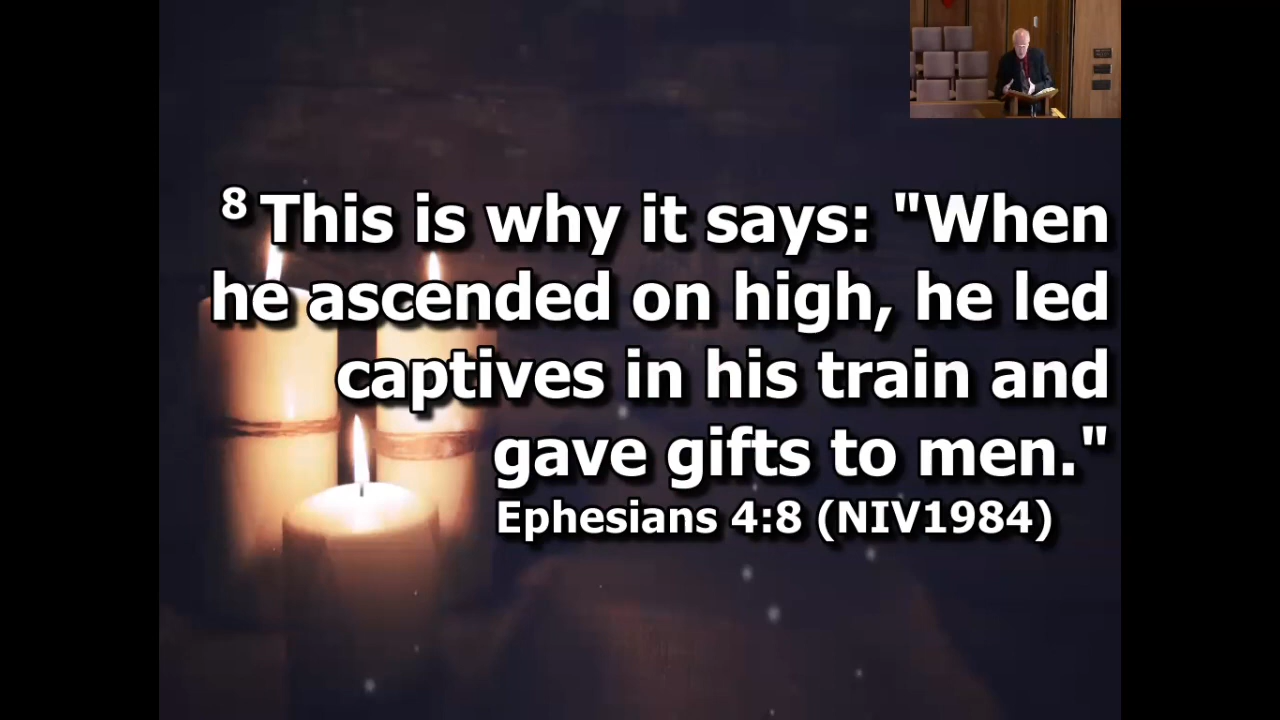 8 This is why it says: "When
he ascended on high, he led
captives in his train and
gave gifts to men."
Ephesians 4:8 (NIV1984)